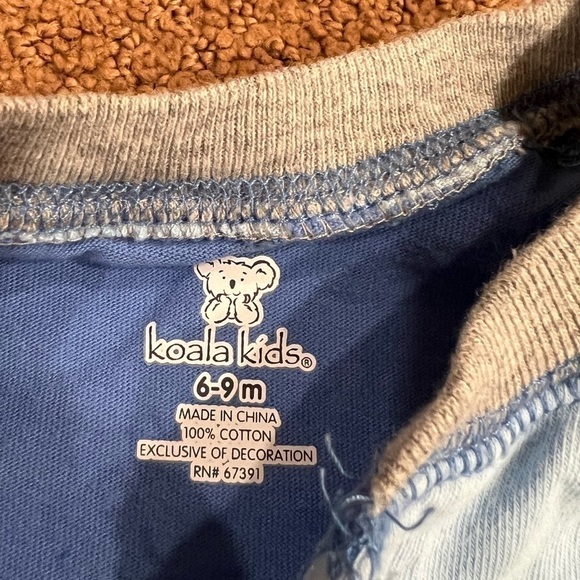 koala kids®
6-9 m
MADE IN CHINA
100% COTTON
EXCLUSIVE OF DECORATION
RN# 67391